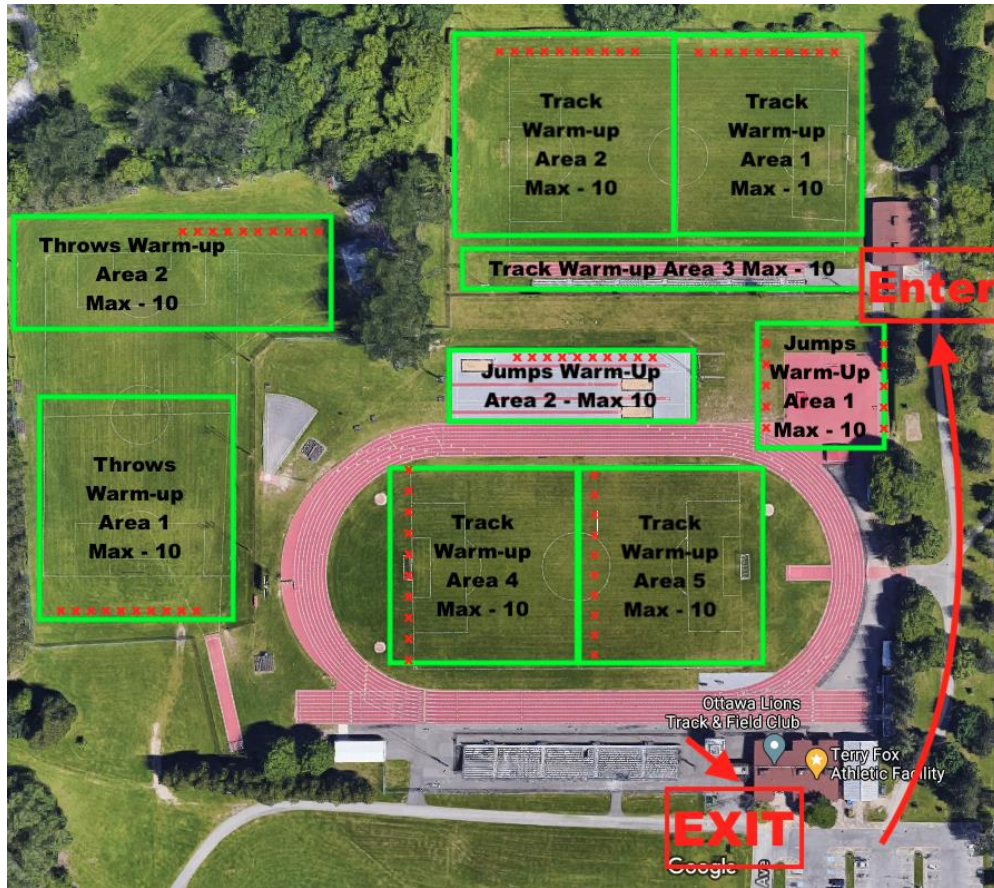 Track
Warm-up
Area 2
Max - 10
Track
Warm-up
Area 1
Max - 10
Throws Warm-up
Area 2
Max - 10
Track Warm-up Area 3 Max - 10
Enter
Jumps Warm-Up
Area 2 - Max 10
Jumps
Warm-Up
Area 1
Max - 10
Throws
Warm-up
Area 1
Max - 10
Track
Warm-up
Area 4
Max - 10
Track
Warm-up
Area 5
Max - 10
Ottawa Lions
Track & Field Club
Terry Fox
Athletic Facility
EXIT
Google
Ave